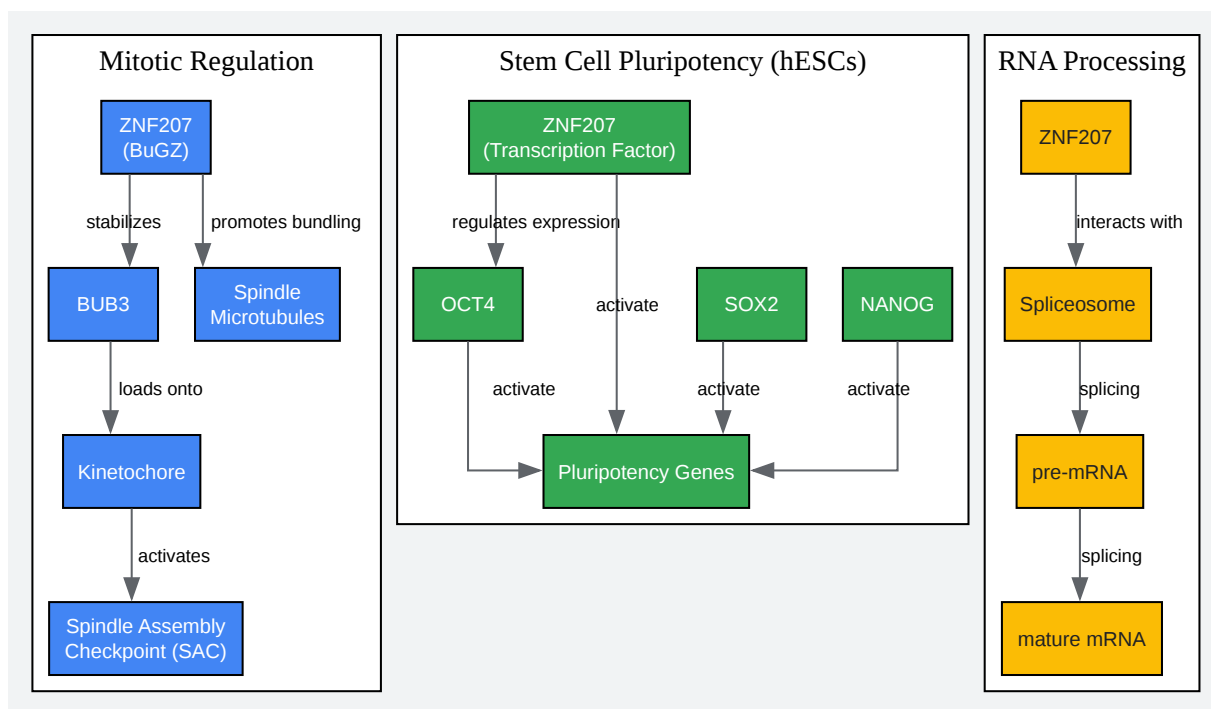 Mitotic Regulation
ZNF207
(BuGZ)
stabilizes
promotes bundling
BUB3
Spindle
Microtubules
loads onto
Kinetochore
activates
Spindle Assembly
Checkpoint (SAC)
Stem Cell Pluripotency (hESCs)
ZNF207
(Transcription Factor)
regulates expression
OCT4
activate
SOX2
NANOG
activate
activate
activate
Pluripotency Genes
RNA Processing
ZNF207
interacts with
Spliceosome
splicing
pre-mRNA
splicing
mature mRNA